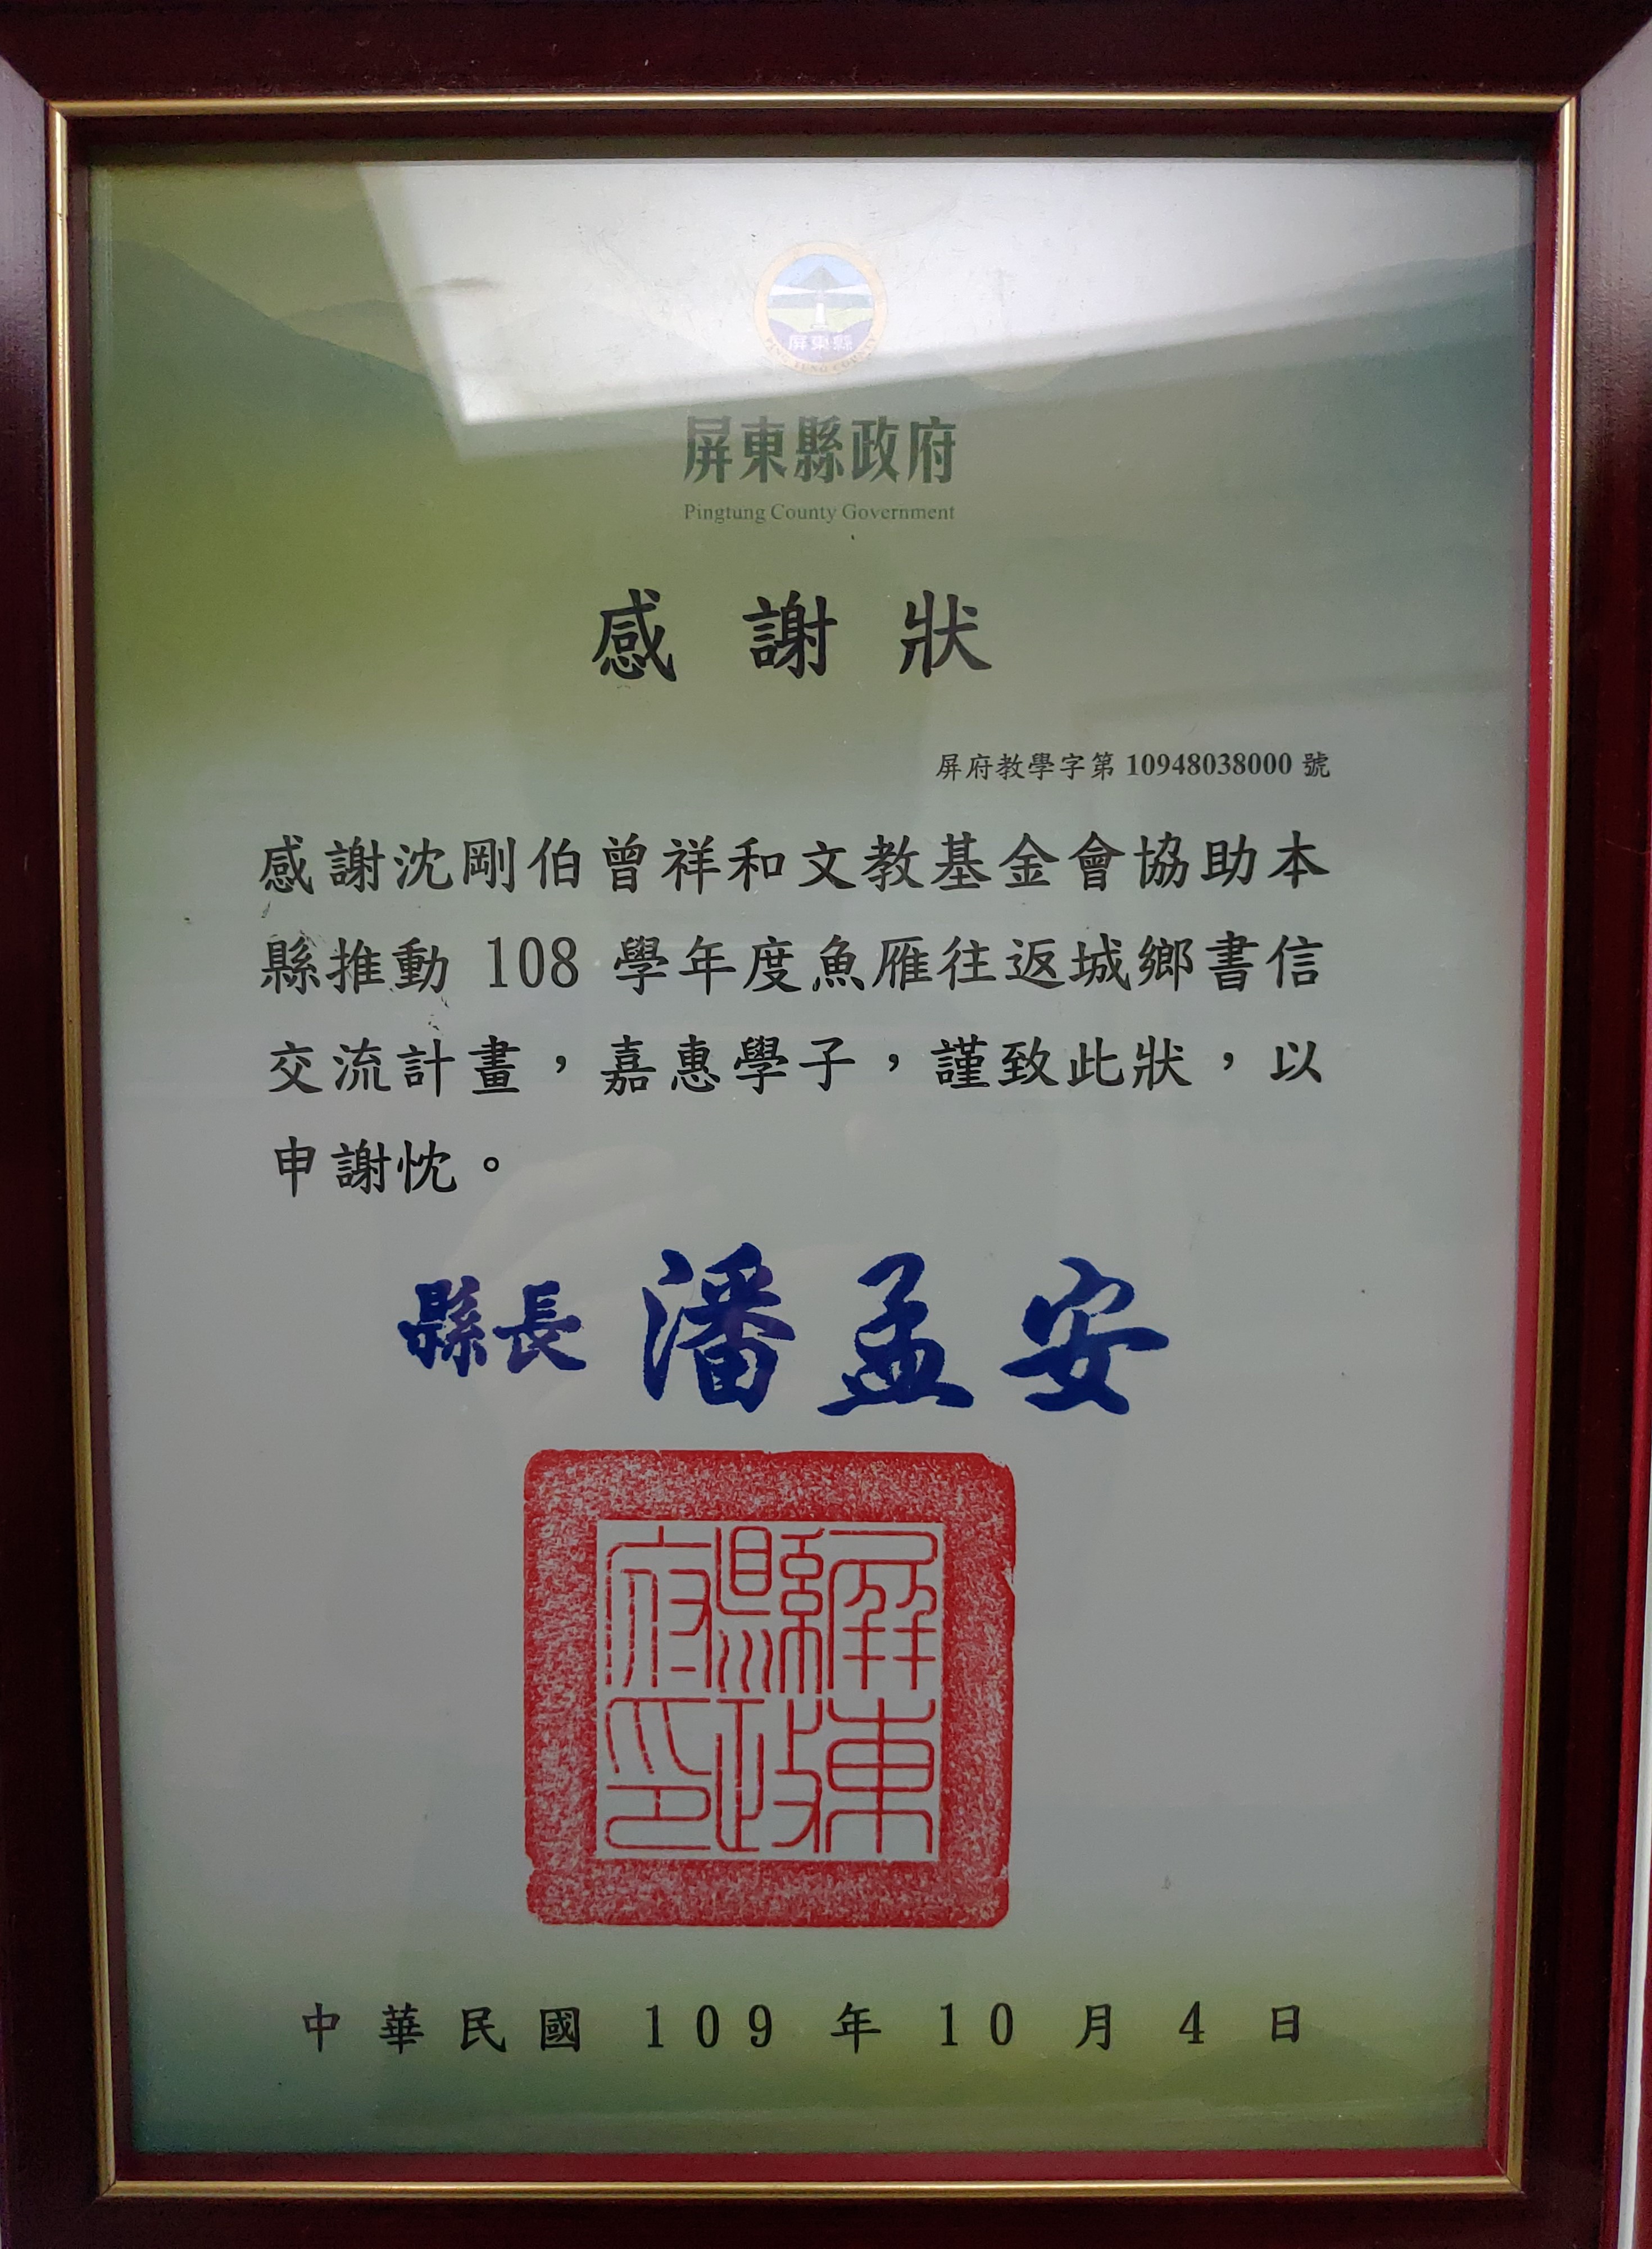 屏東縣
屏東縣政府
Pingtung County Government
感謝狀
屏府教學字第 10948038000 號
感謝沈剛伯曾祥和文教基金會協助本
縣推動 108 學年度魚雁往返城鄉書信
交流計畫，嘉惠學子，謹致此狀，以
申謝忱。
縣長 潘孟安
屏東縣政府印
中華民國 109 年 10 月 4 日